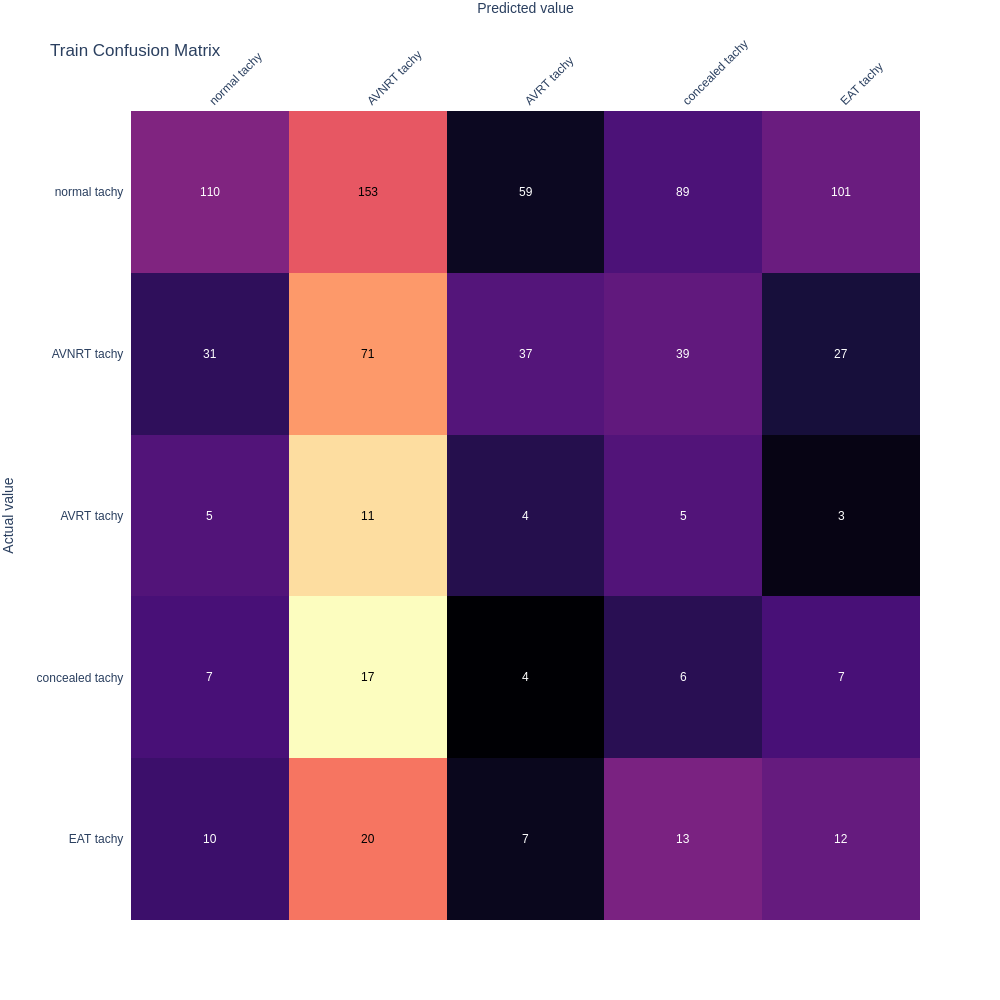 Predicted value
Train Confusion Matrix
normal tachy
AVNRT tachy
AVRT tachy
concealed tachy
EAT tachy
normal tachy 110 153 59 89 101
AVNRT tachy 31 71 37 39 27
Actual value
AVRT tachy 5 11 4 5 3
concealed tachy 7 17 4 6 7
EAT tachy 10 20 7 13 12